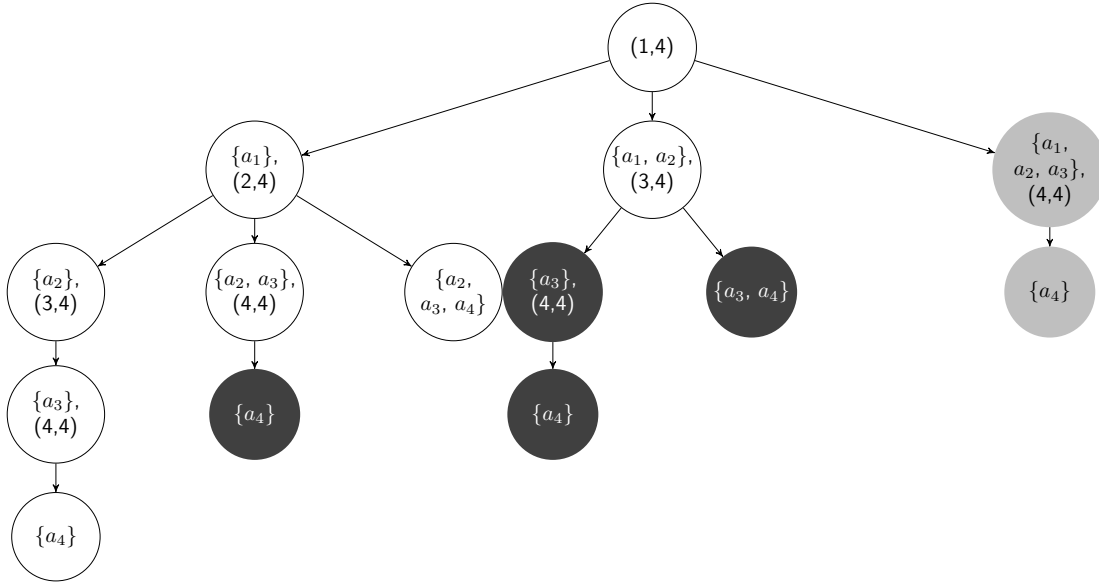 (1,4)
{a₁},
(2,4)
{a₁, a₂},
(3,4)
{a₁,
a₂, a₃},
(4,4)
{a₂},
(3,4)
{a₂, a₃},
(4,4)
{a₂,
a₃, a₄}
{a₃},
(4,4)
{a₃, a₄}
{a₄}
{a₃},
(4,4)
{a₄}
{a₄}
{a₄}